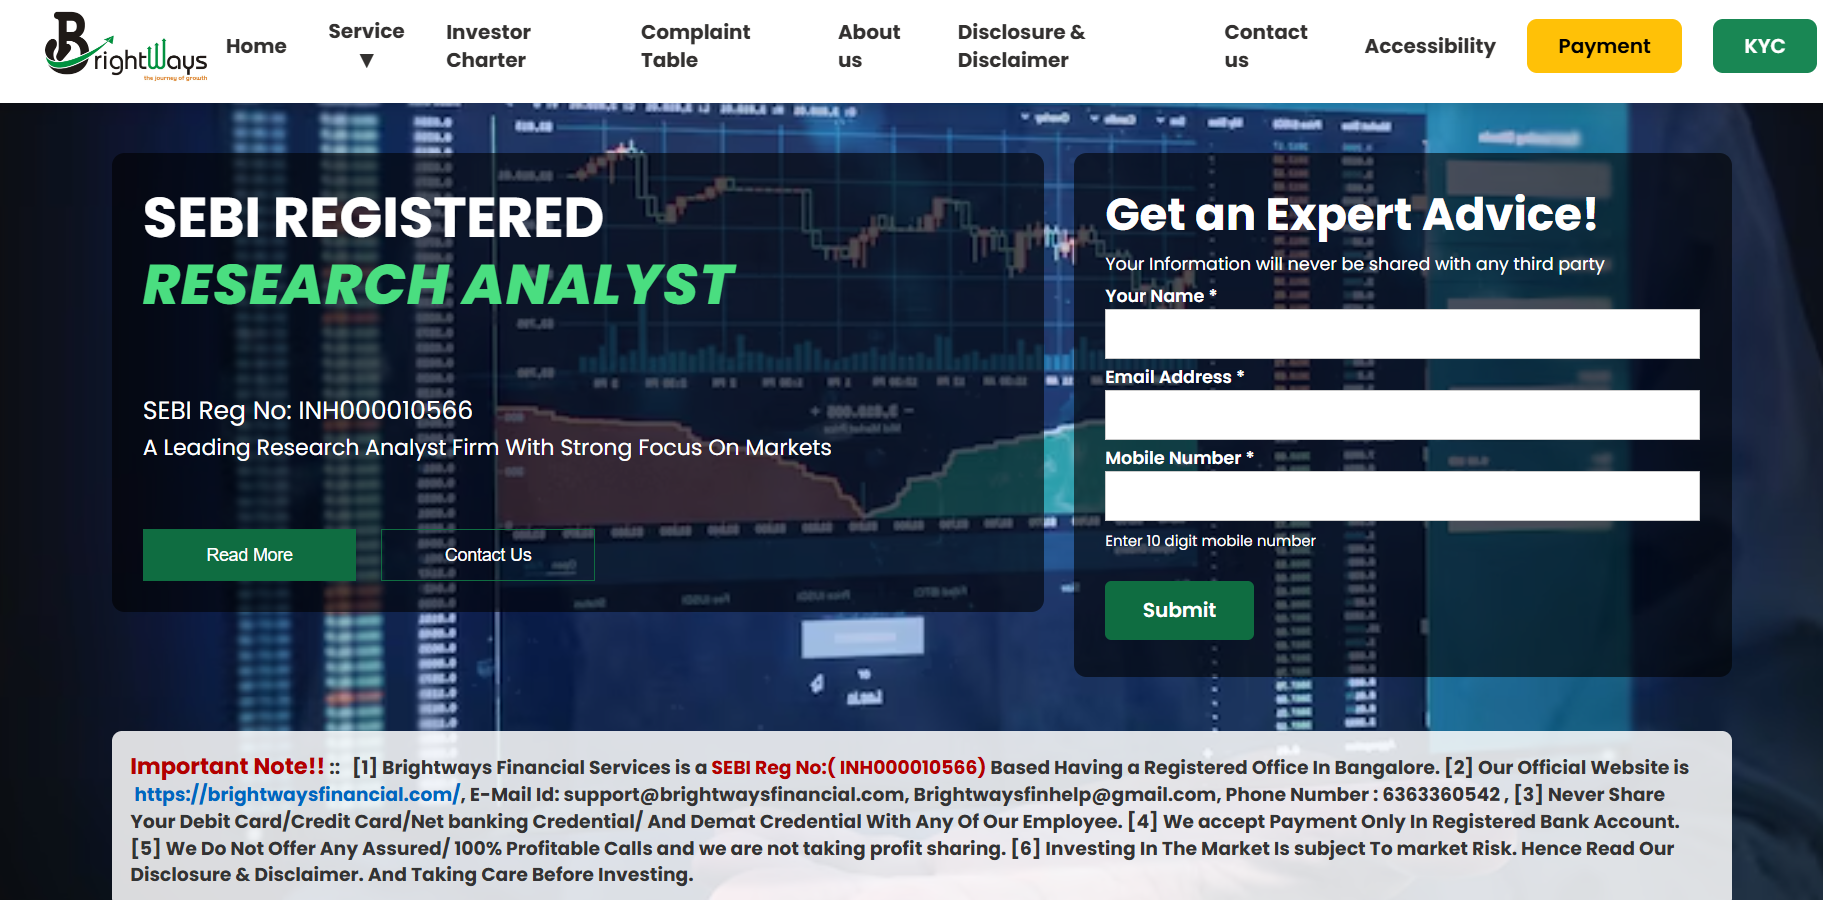 BrightWays
the journey of growth
Home
Service
▼
Investor
Charter
Complaint
Table
About
us
Disclosure &
Disclaimer
Contact
us
Accessibility
Payment
KYC
SEBI REGISTERED
RESEARCH ANALYST
SEBI Reg No: INH000010566
A Leading Research Analyst Firm With Strong Focus On Markets
Read More
Contact Us
Get an Expert Advice!
Your Information will never be shared with any third party
Your Name *
Email Address *
Mobile Number *
Enter 10 digit mobile number
Submit
Important Note!! :: [1] Brightways Financial Services is a SEBI Reg No:( INH000010566) Based Having a Registered Office In Bangalore. [2] Our Official Website is
https://brightwaysfinancial.com/, E-Mail Id: support@brightwaysfinancial.com, Brightwaysfinhelp@gmail.com, Phone Number : 6363360542 , [3] Never Share
Your Debit Card/Credit Card/Net banking Credential/ And Demat Credential With Any Of Our Employee. [4] We accept Payment Only In Registered Bank Account.
[5] We Do Not Offer Any Assured/ 100% Profitable Calls and we are not taking profit sharing. [6] Investing In The Market Is subject To market Risk. Hence Read Our
Disclosure & Disclaimer. And Taking Care Before Investing.